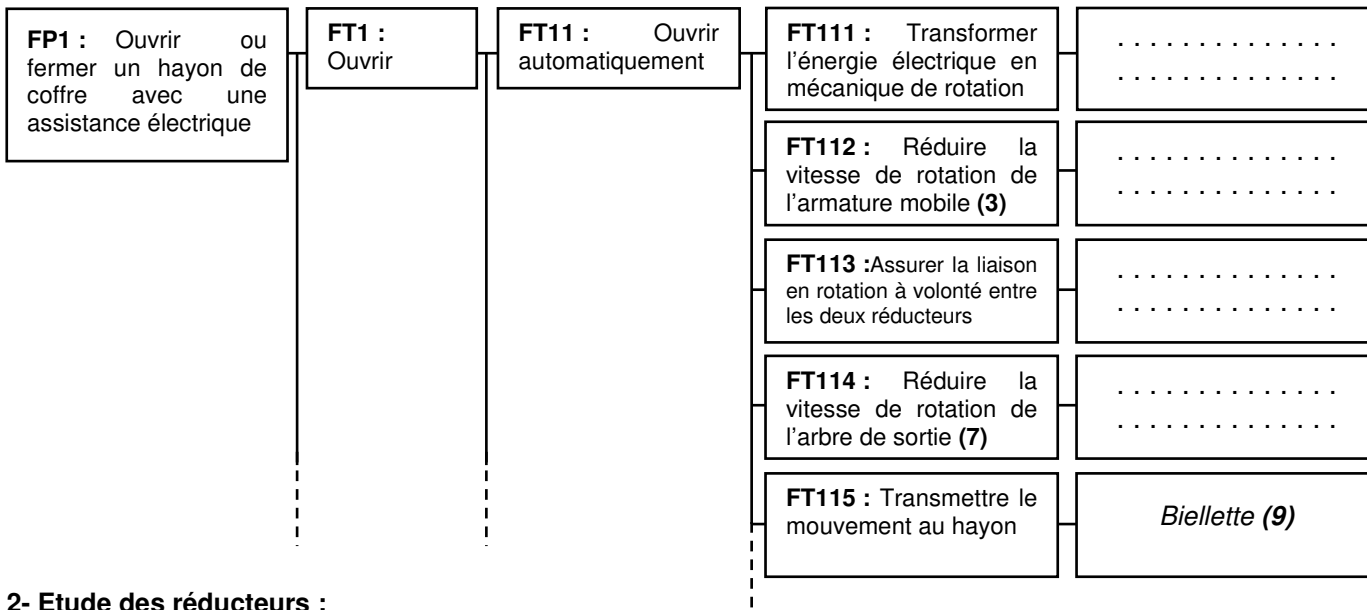 FP1 : Ouvrir ou
fermer un hayon de
coffre avec une
assistance électrique
FT1 :
Ouvrir
FT11 : Ouvrir
automatiquement
FT111 : Transformer
l'énergie électrique en
mécanique de rotation
. . . . . . . . . . . . . .
. . . . . . . . . . . . . .
FT112 : Réduire la
vitesse de rotation de
l'armature mobile (3)
. . . . . . . . . . . . . .
. . . . . . . . . . . . . .
FT113 :Assurer la liaison
en rotation à volonté entre
les deux réducteurs
. . . . . . . . . . . . . .
. . . . . . . . . . . . . .
FT114 : Réduire la
vitesse de rotation de
l'arbre de sortie (7)
. . . . . . . . . . . . . .
. . . . . . . . . . . . . .
FT115 : Transmettre le
mouvement au hayon
Biellette (9)
2- Etude des réducteurs :